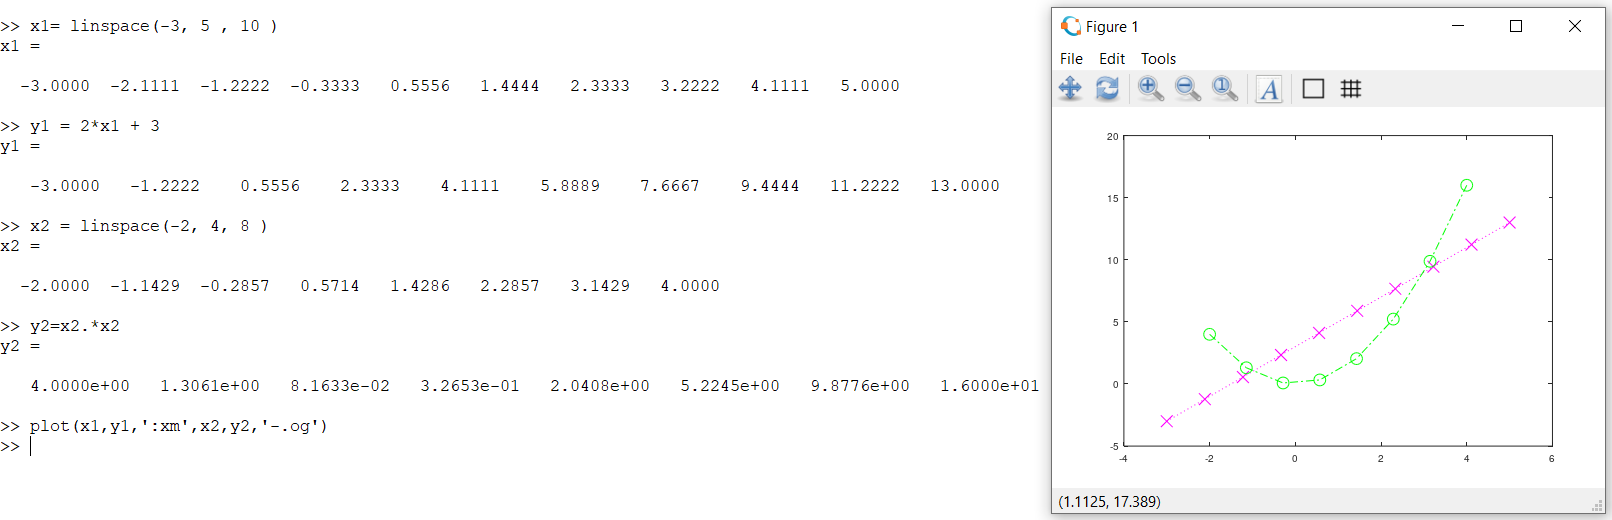 >> x1= linspace(-3, 5 , 10 )
x1 =
-3.0000 -2.1111 -1.2222 -0.3333 0.5556 1.4444 2.3333 3.2222 4.1111 5.0000
>> y1 = 2*x1 + 3
y1 =
-3.0000 -1.2222 0.5556 2.3333 4.1111 5.8889 7.6667 9.4444 11.2222 13.0000
>> x2 = linspace(-2, 4, 8 )
x2 =
-2.0000 -1.1429 -0.2857 0.5714 1.4286 2.2857 3.1429 4.0000
>> y2=x2.*x2
y2 =
4.0000e+00 1.3061e+00 8.1633e-02 3.2653e-01 2.0408e+00 5.2245e+00 9.8776e+00 1.6000e+01
>> plot(x1,y1,':xm',x2,y2,'-.og')
>>
Figure 1
File Edit Tools
1 A
20
15
10
5
0
-5
-4 -2 0 2 4 6
(1.1125, 17.389)